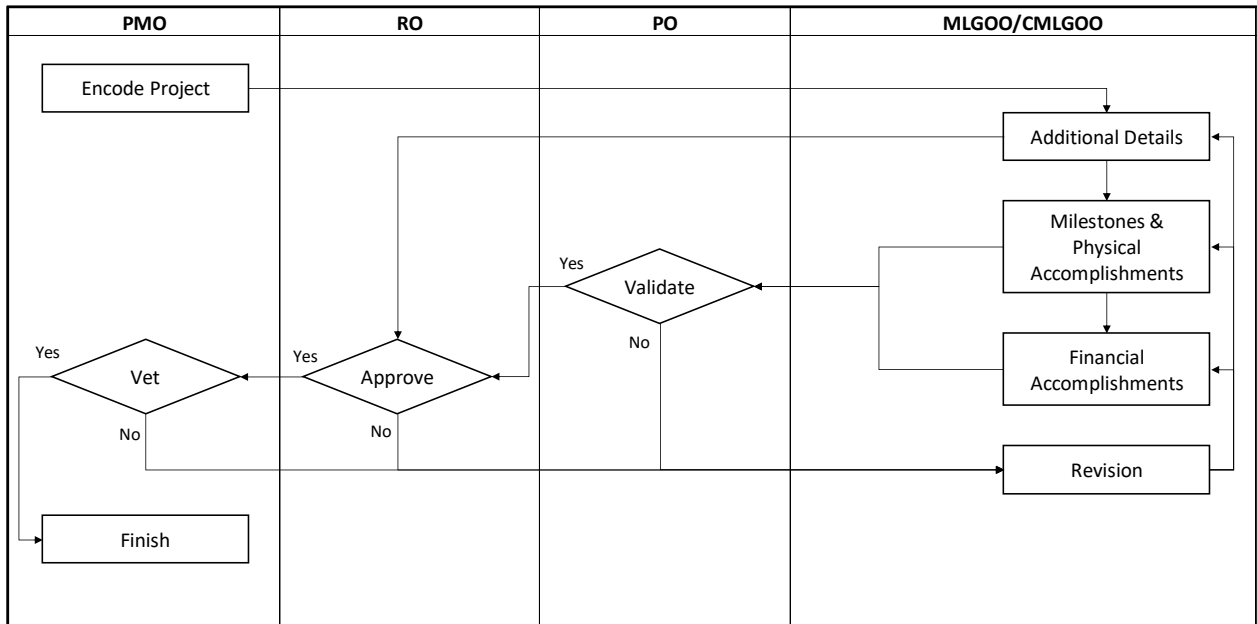 PMO
RO
PO
MLGOO/CMLGOO
Encode Project
Additional Details
Milestones &
Physical
Accomplishments
Yes
Validate
No
Financial
Accomplishments
Yes
Approve
No
Yes
Vet
No
Revision
Finish